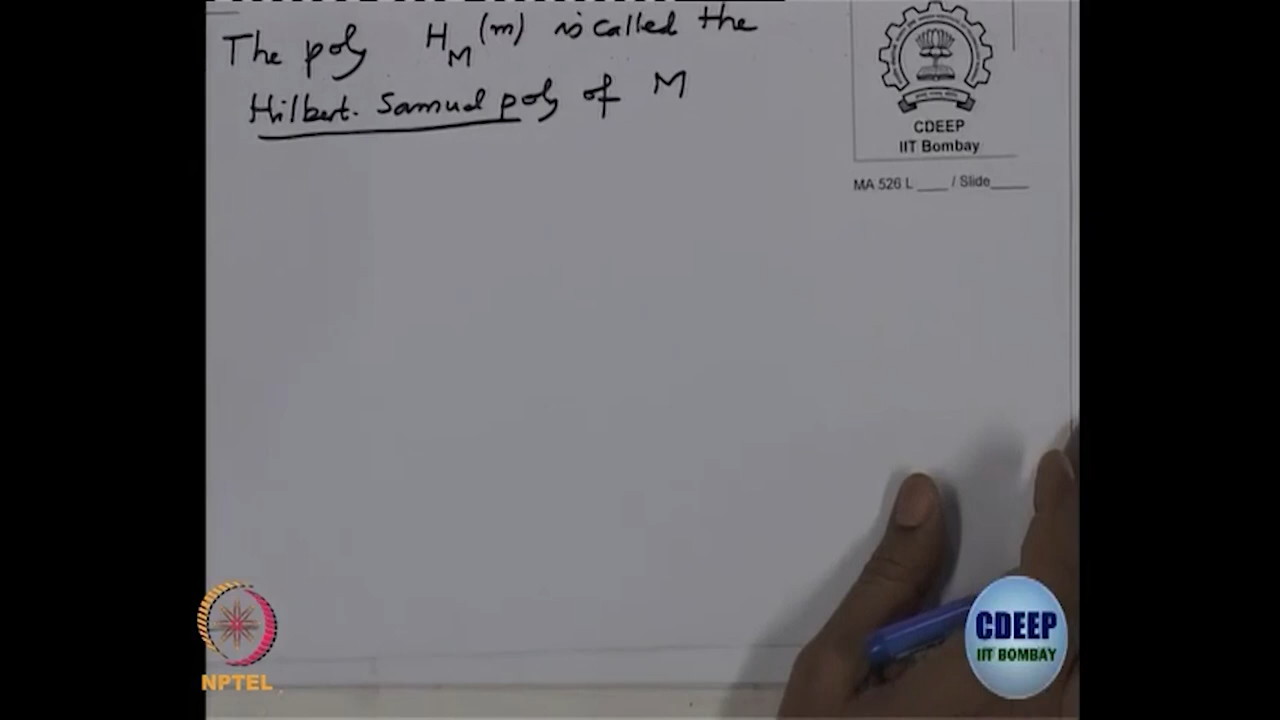 The poly H_M(m) is called the
Hilbert-Samuel poly of M
CDEEP
IIT Bombay
MA 526 L ____ / Slide_____
NPTEL
CDEEP
IIT BOMBAY